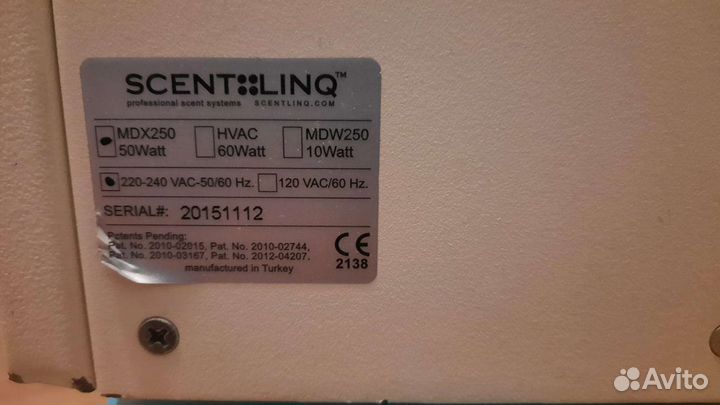 SCENT LINQ™
professional scent systems SCENTLINQ.COM
MDX250 HVAC MDW250
50Watt 60Watt 10Watt
220-240 VAC-50/60 Hz. 120 VAC/60 Hz.
SERIAL#: 20151112
Patents Pending:
Pat. No. 2010-02015, Pat. No. 2010-02744,
Pat. No. 2010-03167, Pat. No. 2012-04207,
manufactured in Turkey
CE
2138
Avito